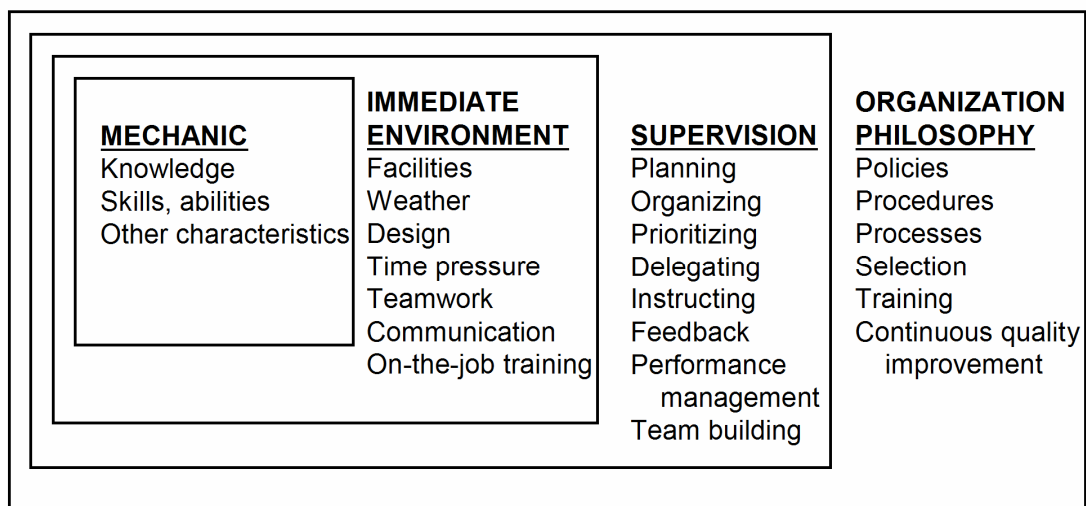 MECHANIC
Knowledge
Skills, abilities
Other characteristics
IMMEDIATE
ENVIRONMENT
Facilities
Weather
Design
Time pressure
Teamwork
Communication
On-the-job training
SUPERVISION
Planning
Organizing
Prioritizing
Delegating
Instructing
Feedback
Performance
management
Team building
ORGANIZATION
PHILOSOPHY
Policies
Procedures
Processes
Selection
Training
Continuous quality
improvement